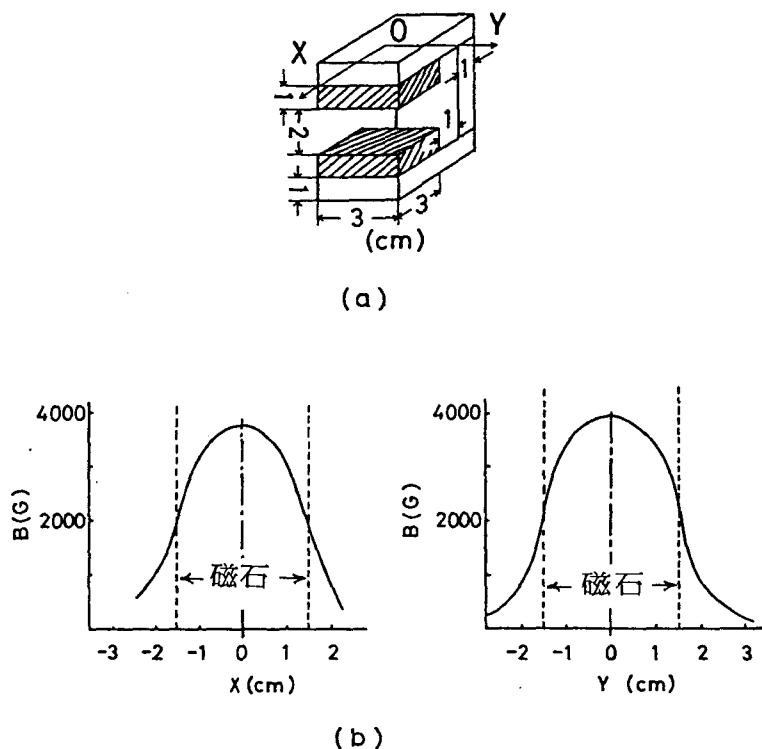 X
O
Y
1
1
1
2
1
3
3
(cm)
(a)
4000
2000
B(G)
←磁石→
-3 -2 -1 0 1 2
X(cm)
4000
2000
B(G)
←磁石→
-2 -1 0 1 2 3
Y (cm)
(b)